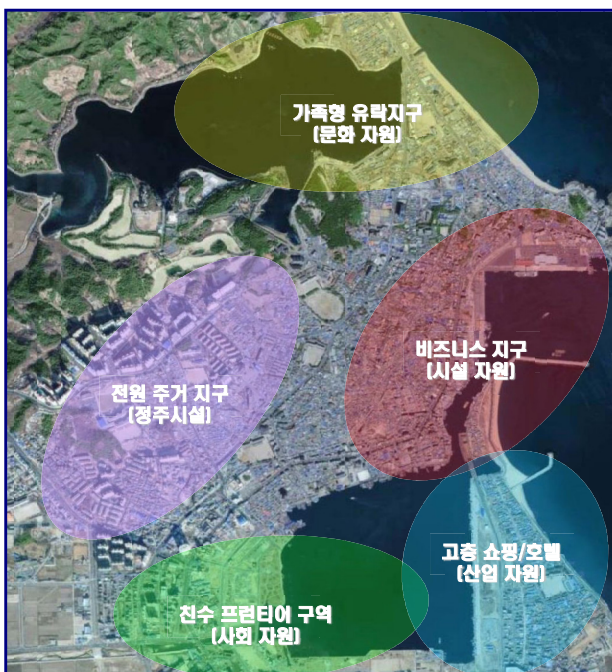 가족형 유락지구
(문화 자원)
비즈니스 지구
(시설 자원)
전원 주거 지구
(정주시설)
고층 쇼핑/호텔
(산업 자원)
친수 프런티어 구역
(사회 자원)